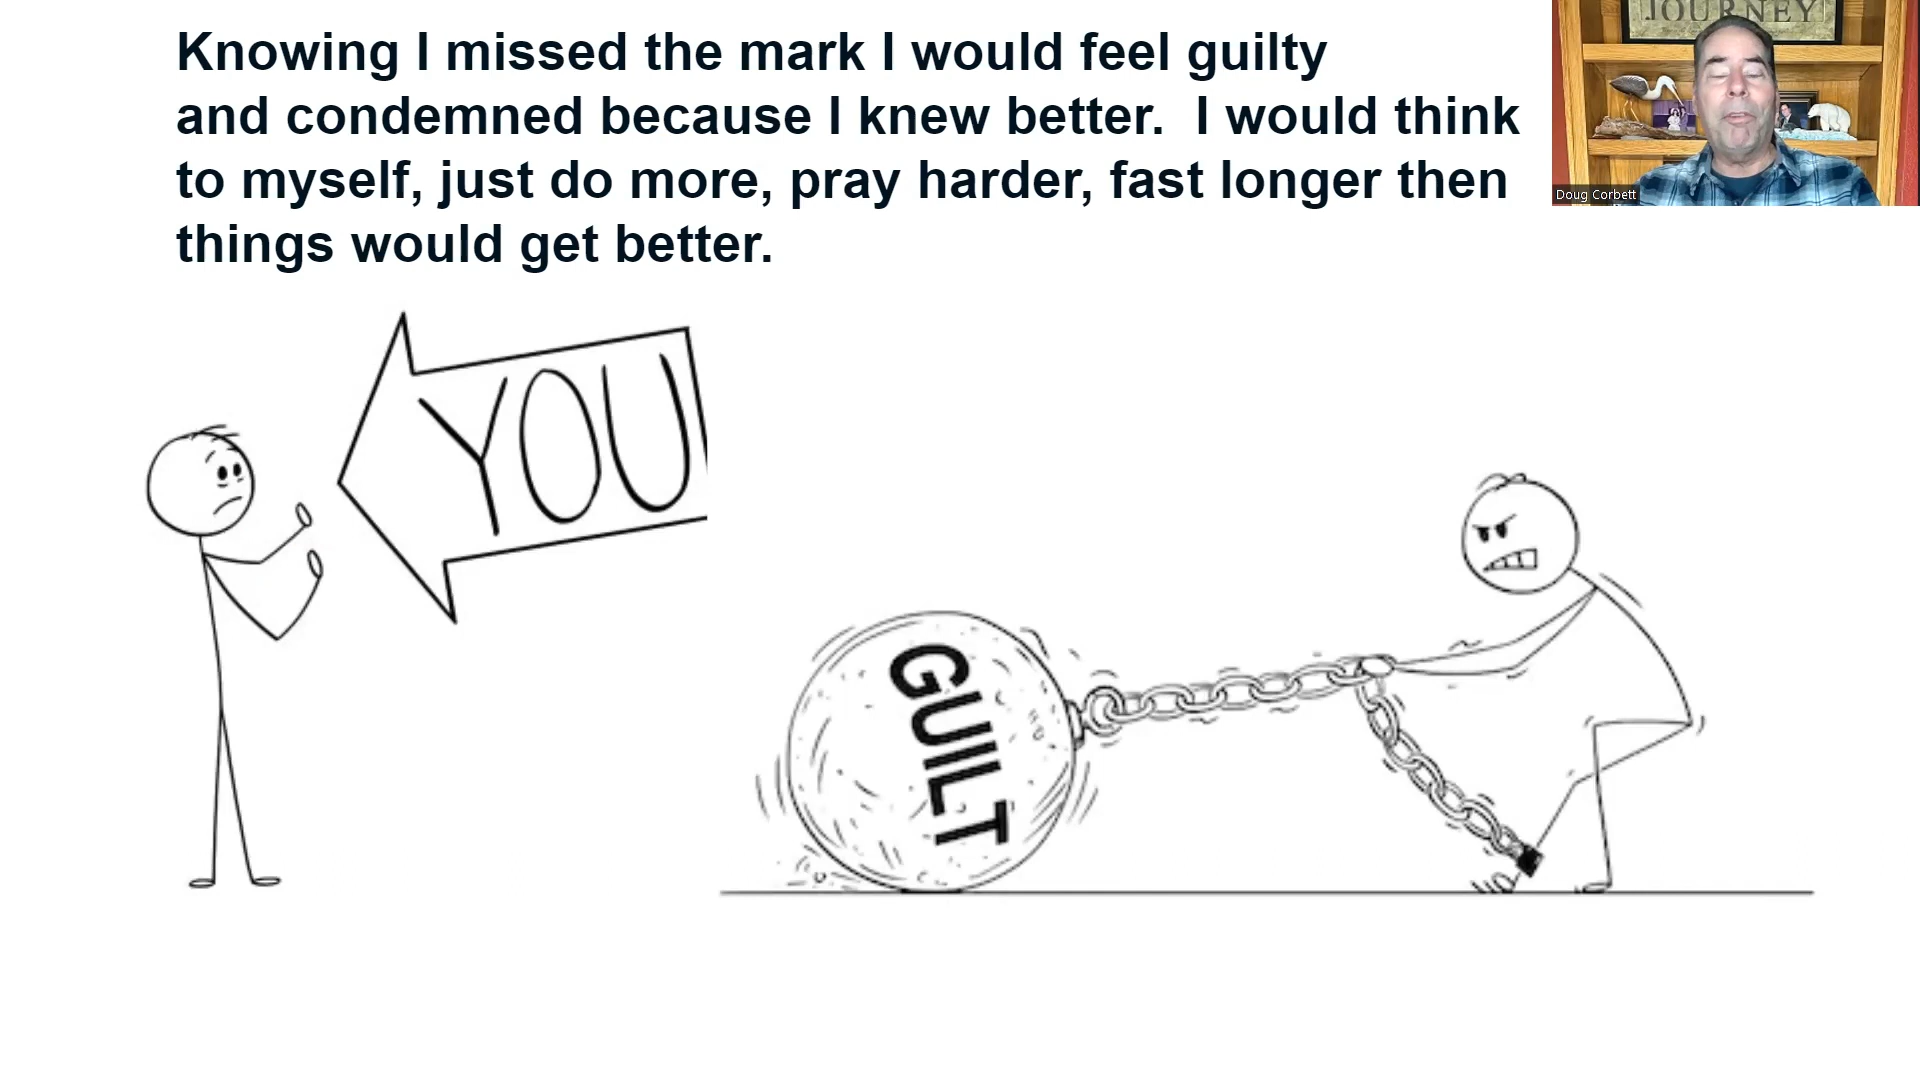 Knowing I missed the mark I would feel guilty
and condemned because I knew better.  I would think
to myself, just do more, pray harder, fast longer then
things would get better.
JOURNEY
Doug Corbett
YOU
GUILT